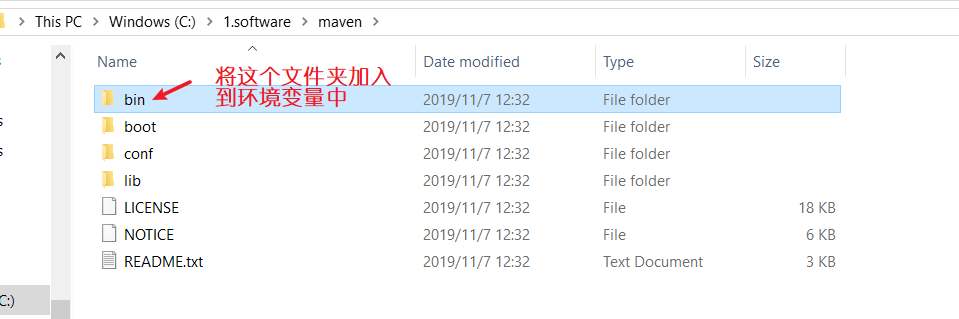 This PC > Windows (C:) > 1.software > maven >
Name Date modified Type Size
将这个文件夹加入
到环境变量中
bin 2019/11/7 12:32 File folder
boot 2019/11/7 12:32 File folder
conf 2019/11/7 12:32 File folder
lib 2019/11/7 12:32 File folder
LICENSE 2019/11/7 12:32 File 18 KB
NOTICE 2019/11/7 12:32 File 6 KB
README.txt 2019/11/7 12:32 Text Document 3 KB
C:)